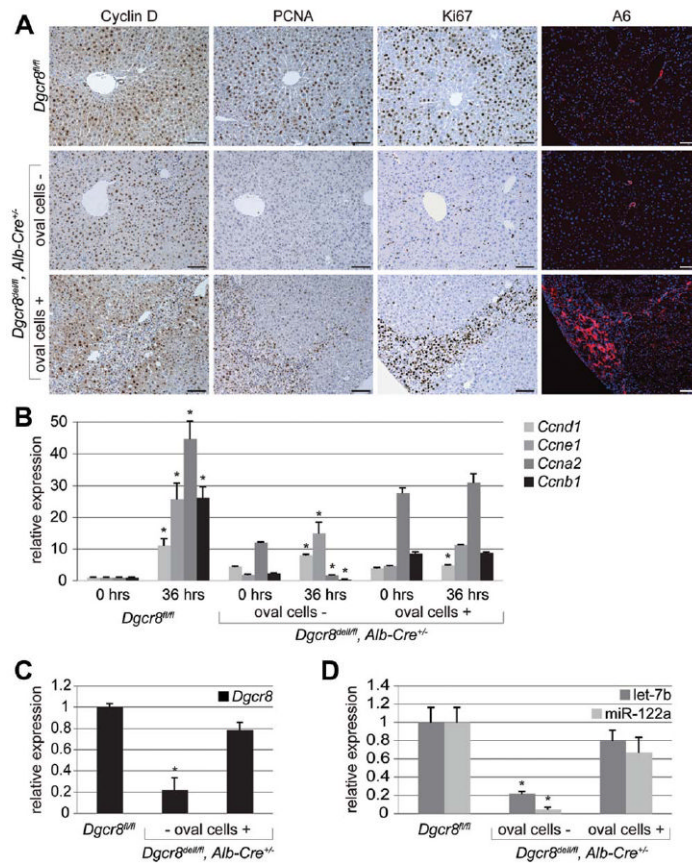 A
Cyclin D PCNA Ki67 A6
Dgcr8fl/fl
Dgcr8del/fl, Alb-Cre+/-
oval cells -
oval cells +
B
relative expression
50
40
30
20
10
0
* * * * * * * * *
Ccnd1
Ccne1
Ccna2
Ccnb1
0 hrs 36 hrs 0 hrs 36 hrs 0 hrs 36 hrs
Dgcr8fl/fl oval cells - oval cells +
Dgcr8del/fl, Alb-Cre+/-
C
relative expression
1.2
1
0.8
0.6
0.4
0.2
0
*
Dgcr8
Dgcr8fl/fl - oval cells +
Dgcr8del/fl, Alb-Cre+/-
D
relative expression
1.4
1.2
1
0.8
0.6
0.4
0.2
0
* *
let-7b
miR-122a
Dgcr8fl/fl oval cells - oval cells +
Dgcr8del/fl, Alb-Cre+/-